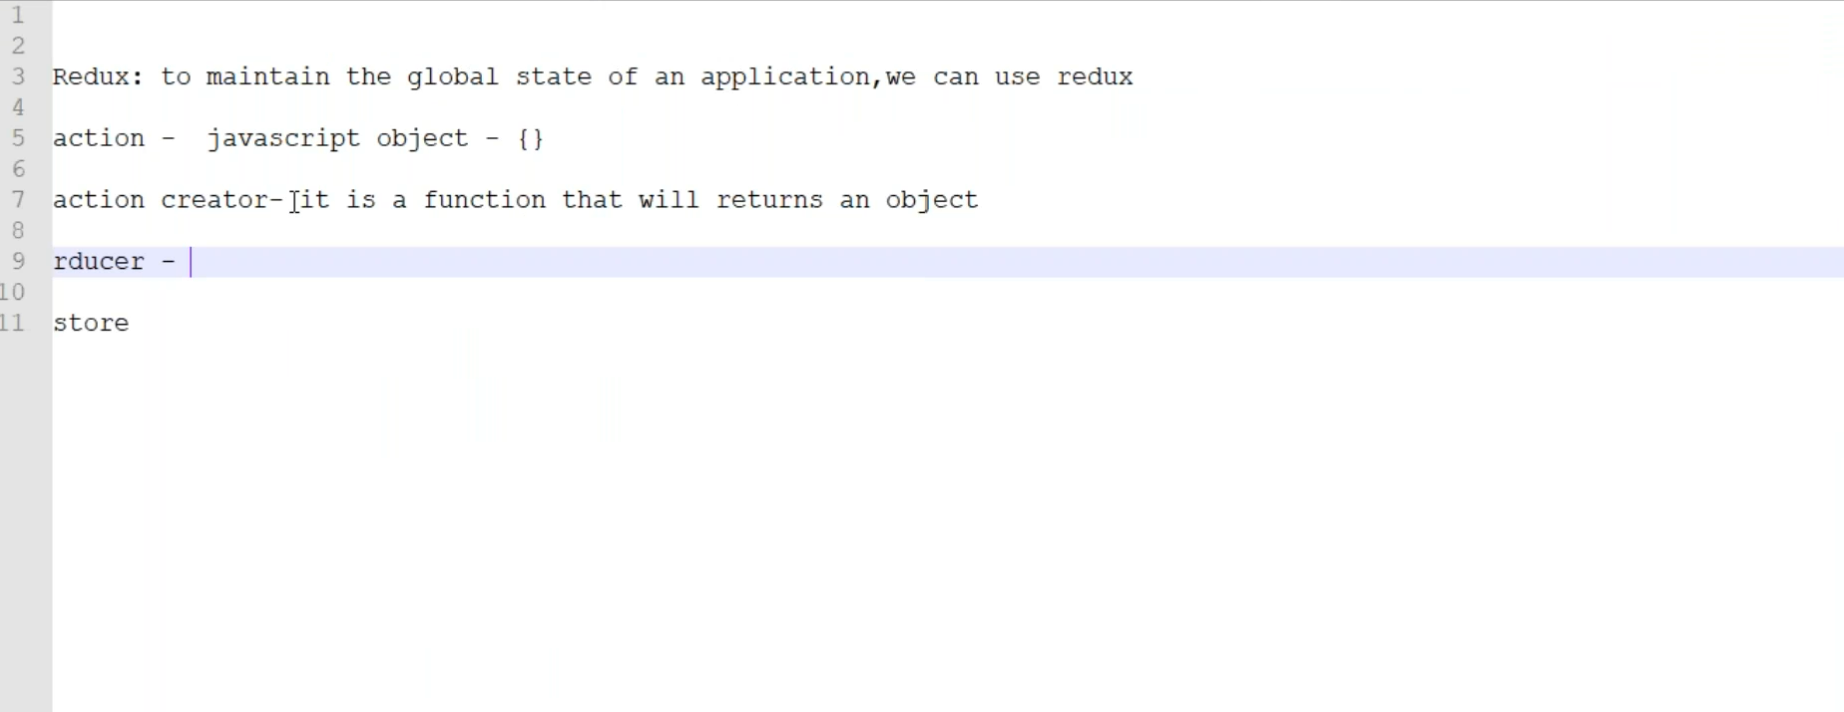 1
2
3 Redux: to maintain the global state of an application,we can use redux
4
5 action -  javascript object - {}
6
7 action creator- it is a function that will returns an object
8
9 rducer -
10
11 store